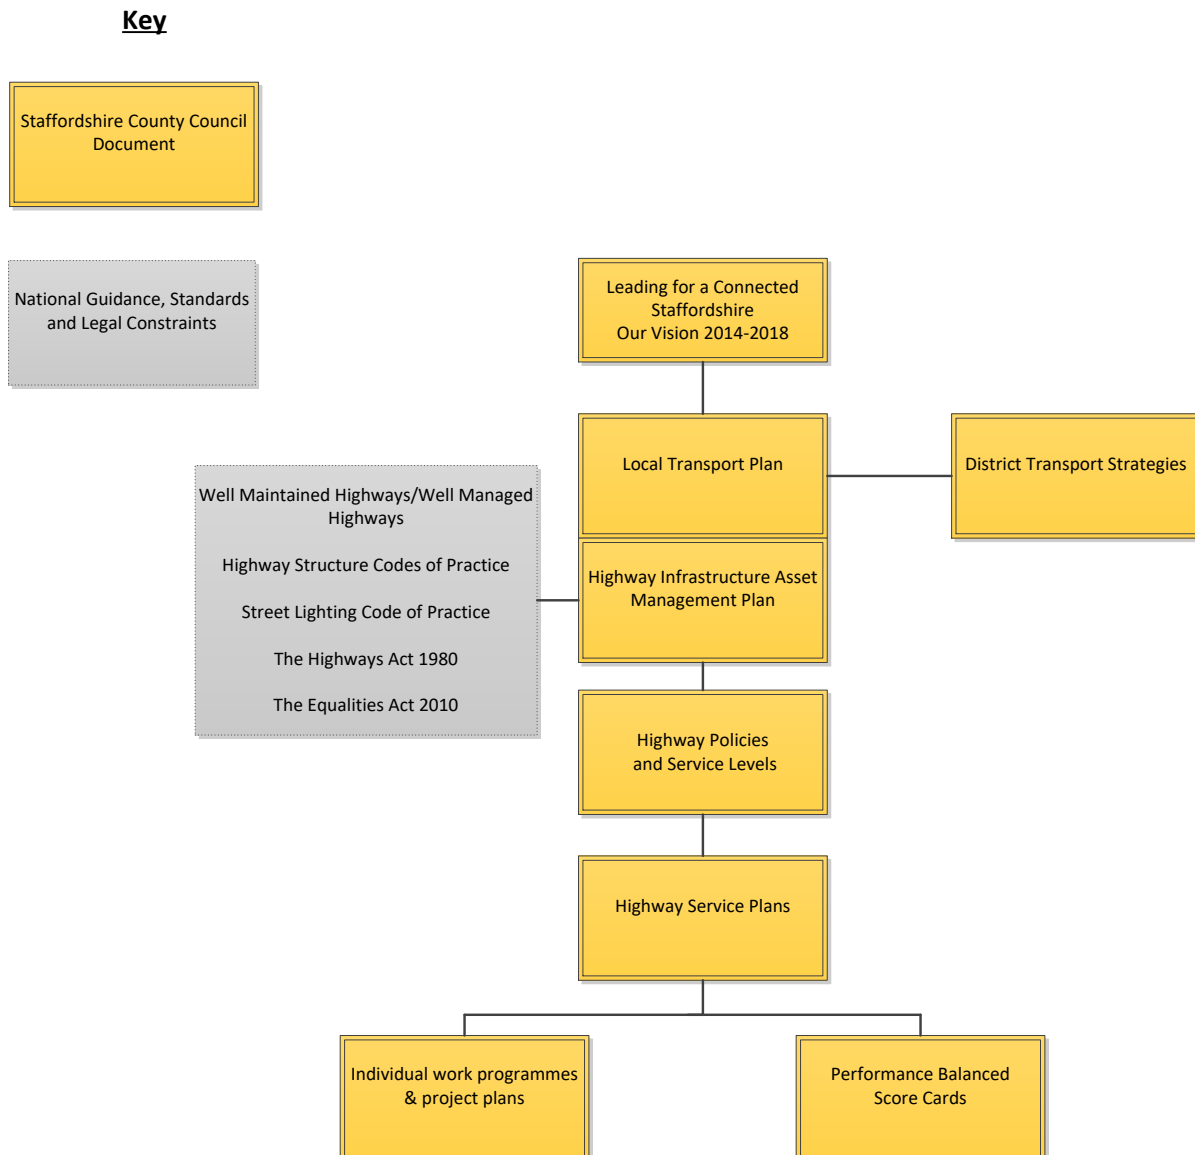 Key
Staffordshire County Council
Document
National Guidance, Standards
and Legal Constraints
Leading for a Connected
Staffordshire
Our Vision 2014-2018
Local Transport Plan
District Transport Strategies
Well Maintained Highways/Well Managed
Highways
Highway Structure Codes of Practice
Street Lighting Code of Practice
The Highways Act 1980
The Equalities Act 2010
Highway Infrastructure Asset
Management Plan
Highway Policies
and Service Levels
Highway Service Plans
Individual work programmes
& project plans
Performance Balanced
Score Cards